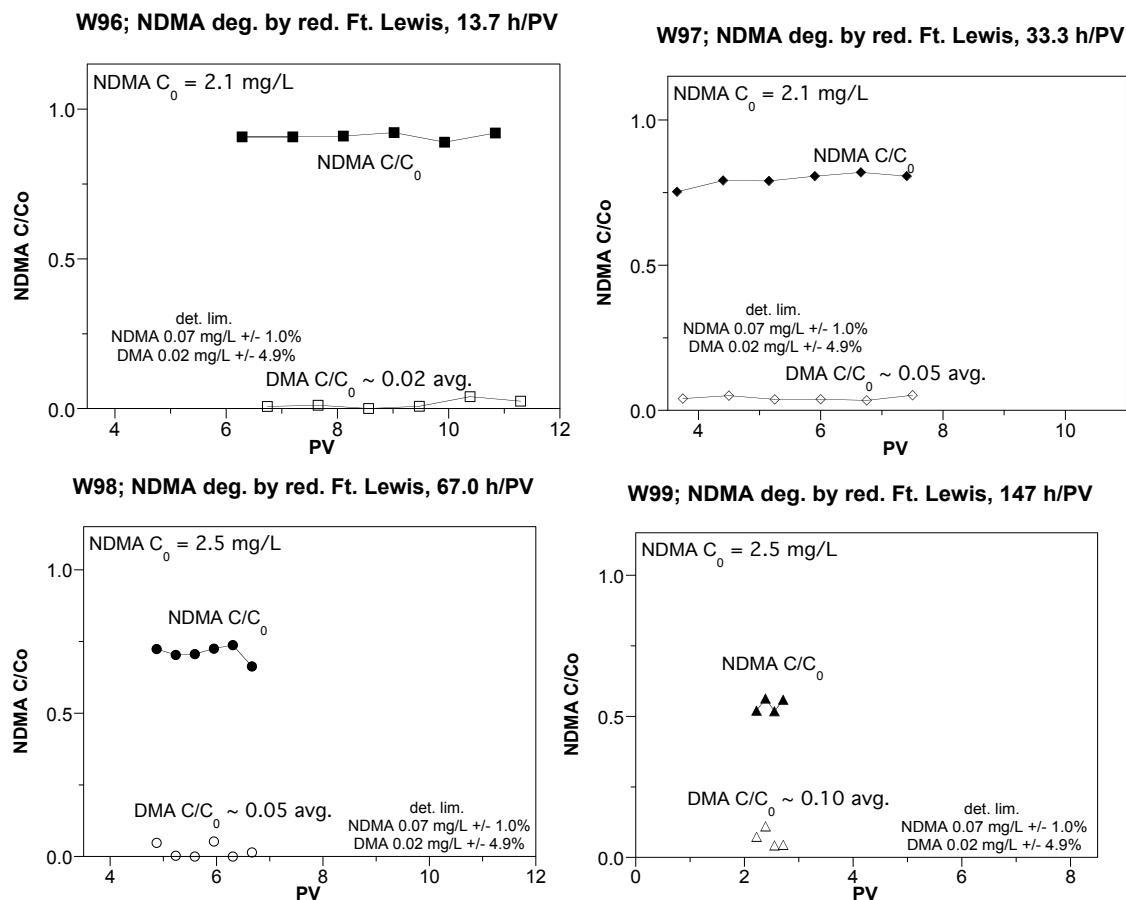 W96; NDMA deg. by red. Ft. Lewis, 13.7 h/PV
NDMA C0 = 2.1 mg/L
1.0
NDMA C/C0
NDMA C/Co
0.5
det. lim.
NDMA 0.07 mg/L +/- 1.0%
DMA 0.02 mg/L +/- 4.9%
DMA C/C0 ~ 0.02 avg.
0.0
4 6 8 10 12
PV
W97; NDMA deg. by red. Ft. Lewis, 33.3 h/PV
NDMA C0 = 2.1 mg/L
1.0
NDMA C/C0
NDMA C/Co
0.5
det. lim.
NDMA 0.07 mg/L +/- 1.0%
DMA 0.02 mg/L +/- 4.9%
DMA C/C0 ~ 0.05 avg.
0.0
4 6 8 10
PV
W98; NDMA deg. by red. Ft. Lewis, 67.0 h/PV
NDMA C0 = 2.5 mg/L
1.0
NDMA C/C0
NDMA C/Co
0.5
DMA C/C0 ~ 0.05 avg.
det. lim.
NDMA 0.07 mg/L +/- 1.0%
DMA 0.02 mg/L +/- 4.9%
0.0
4 6 8 10 12
PV
W99; NDMA deg. by red. Ft. Lewis, 147 h/PV
NDMA C0 = 2.5 mg/L
1.0
NDMA C/C0
NDMA C/Co
0.5
DMA C/C0 ~ 0.10 avg.
det. lim.
NDMA 0.07 mg/L +/- 1.0%
DMA 0.02 mg/L +/- 4.9%
0.0
0 2 4 6 8
PV